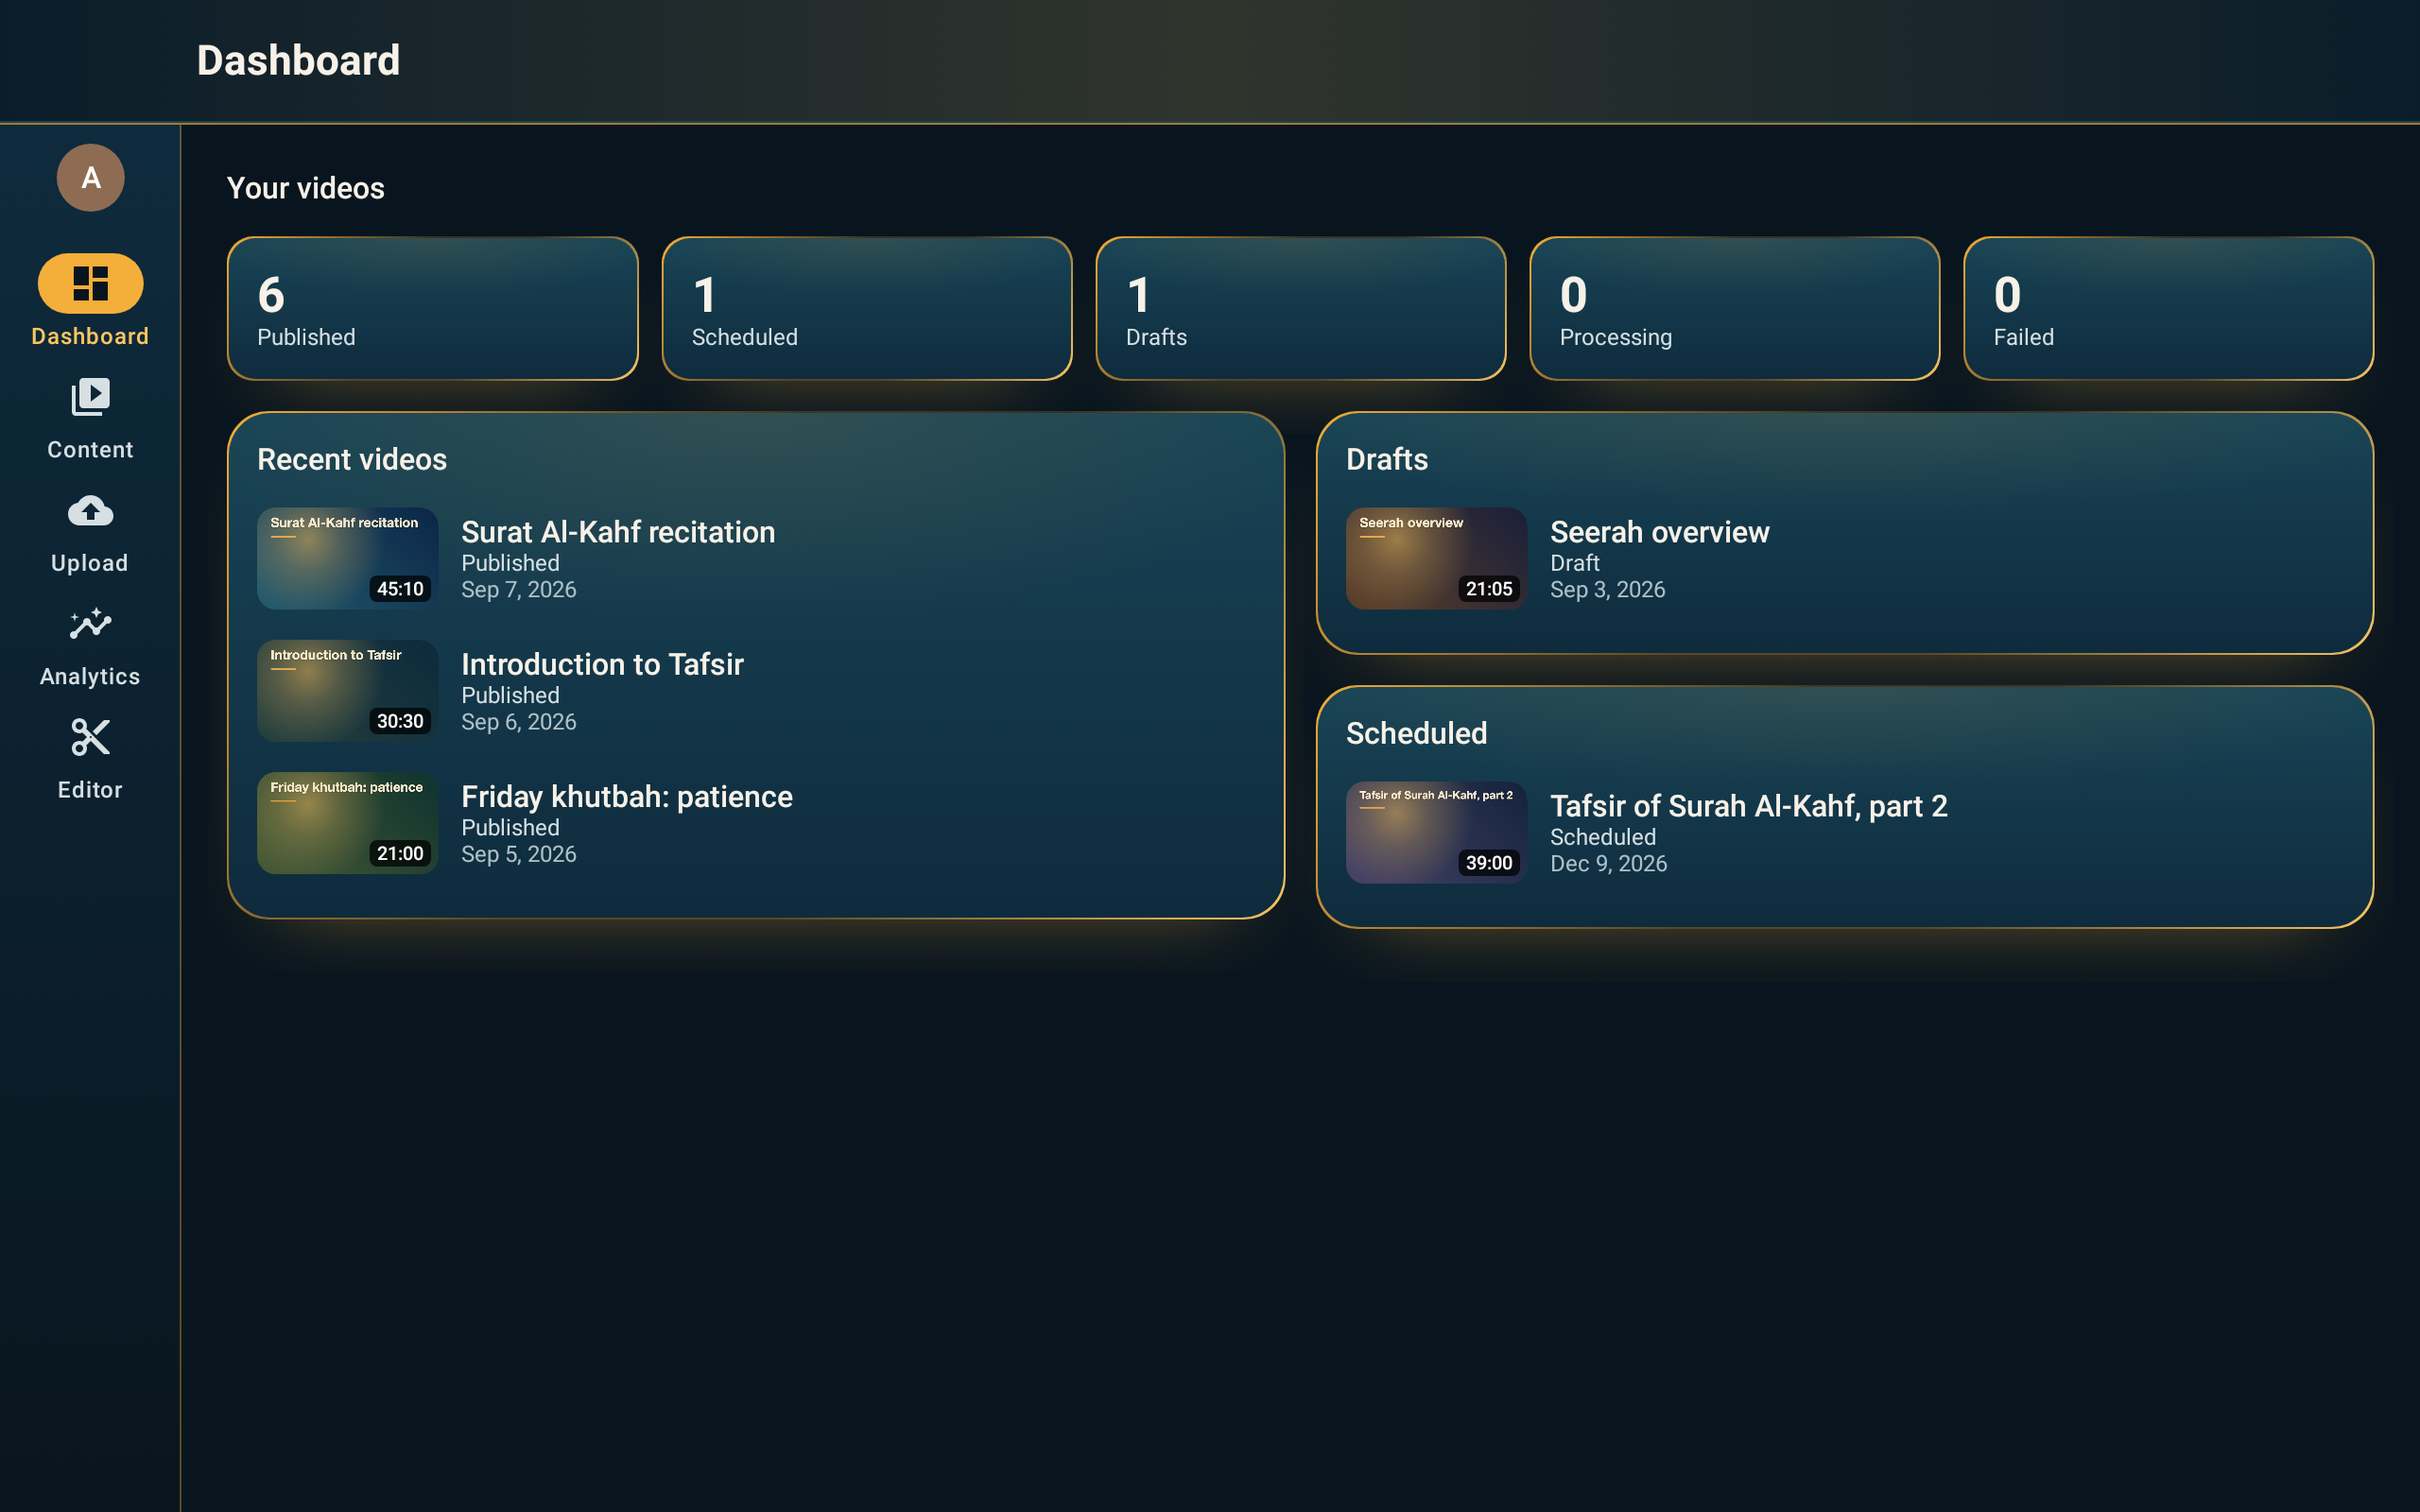 Dashboard
A
Dashboard
Content
Upload
Analytics
Editor
Your videos
6
Published
1
Scheduled
1
Drafts
0
Processing
0
Failed
Recent videos
Surat Al-Kahf recitation
45:10
Surat Al-Kahf recitation
Published
Sep 7, 2026
Introduction to Tafsir
30:30
Introduction to Tafsir
Published
Sep 6, 2026
Friday khutbah: patience
21:00
Friday khutbah: patience
Published
Sep 5, 2026
Drafts
Seerah overview
21:05
Seerah overview
Draft
Sep 3, 2026
Scheduled
Tafsir of Surah Al-Kahf, part 2
39:00
Tafsir of Surah Al-Kahf, part 2
Scheduled
Dec 9, 2026